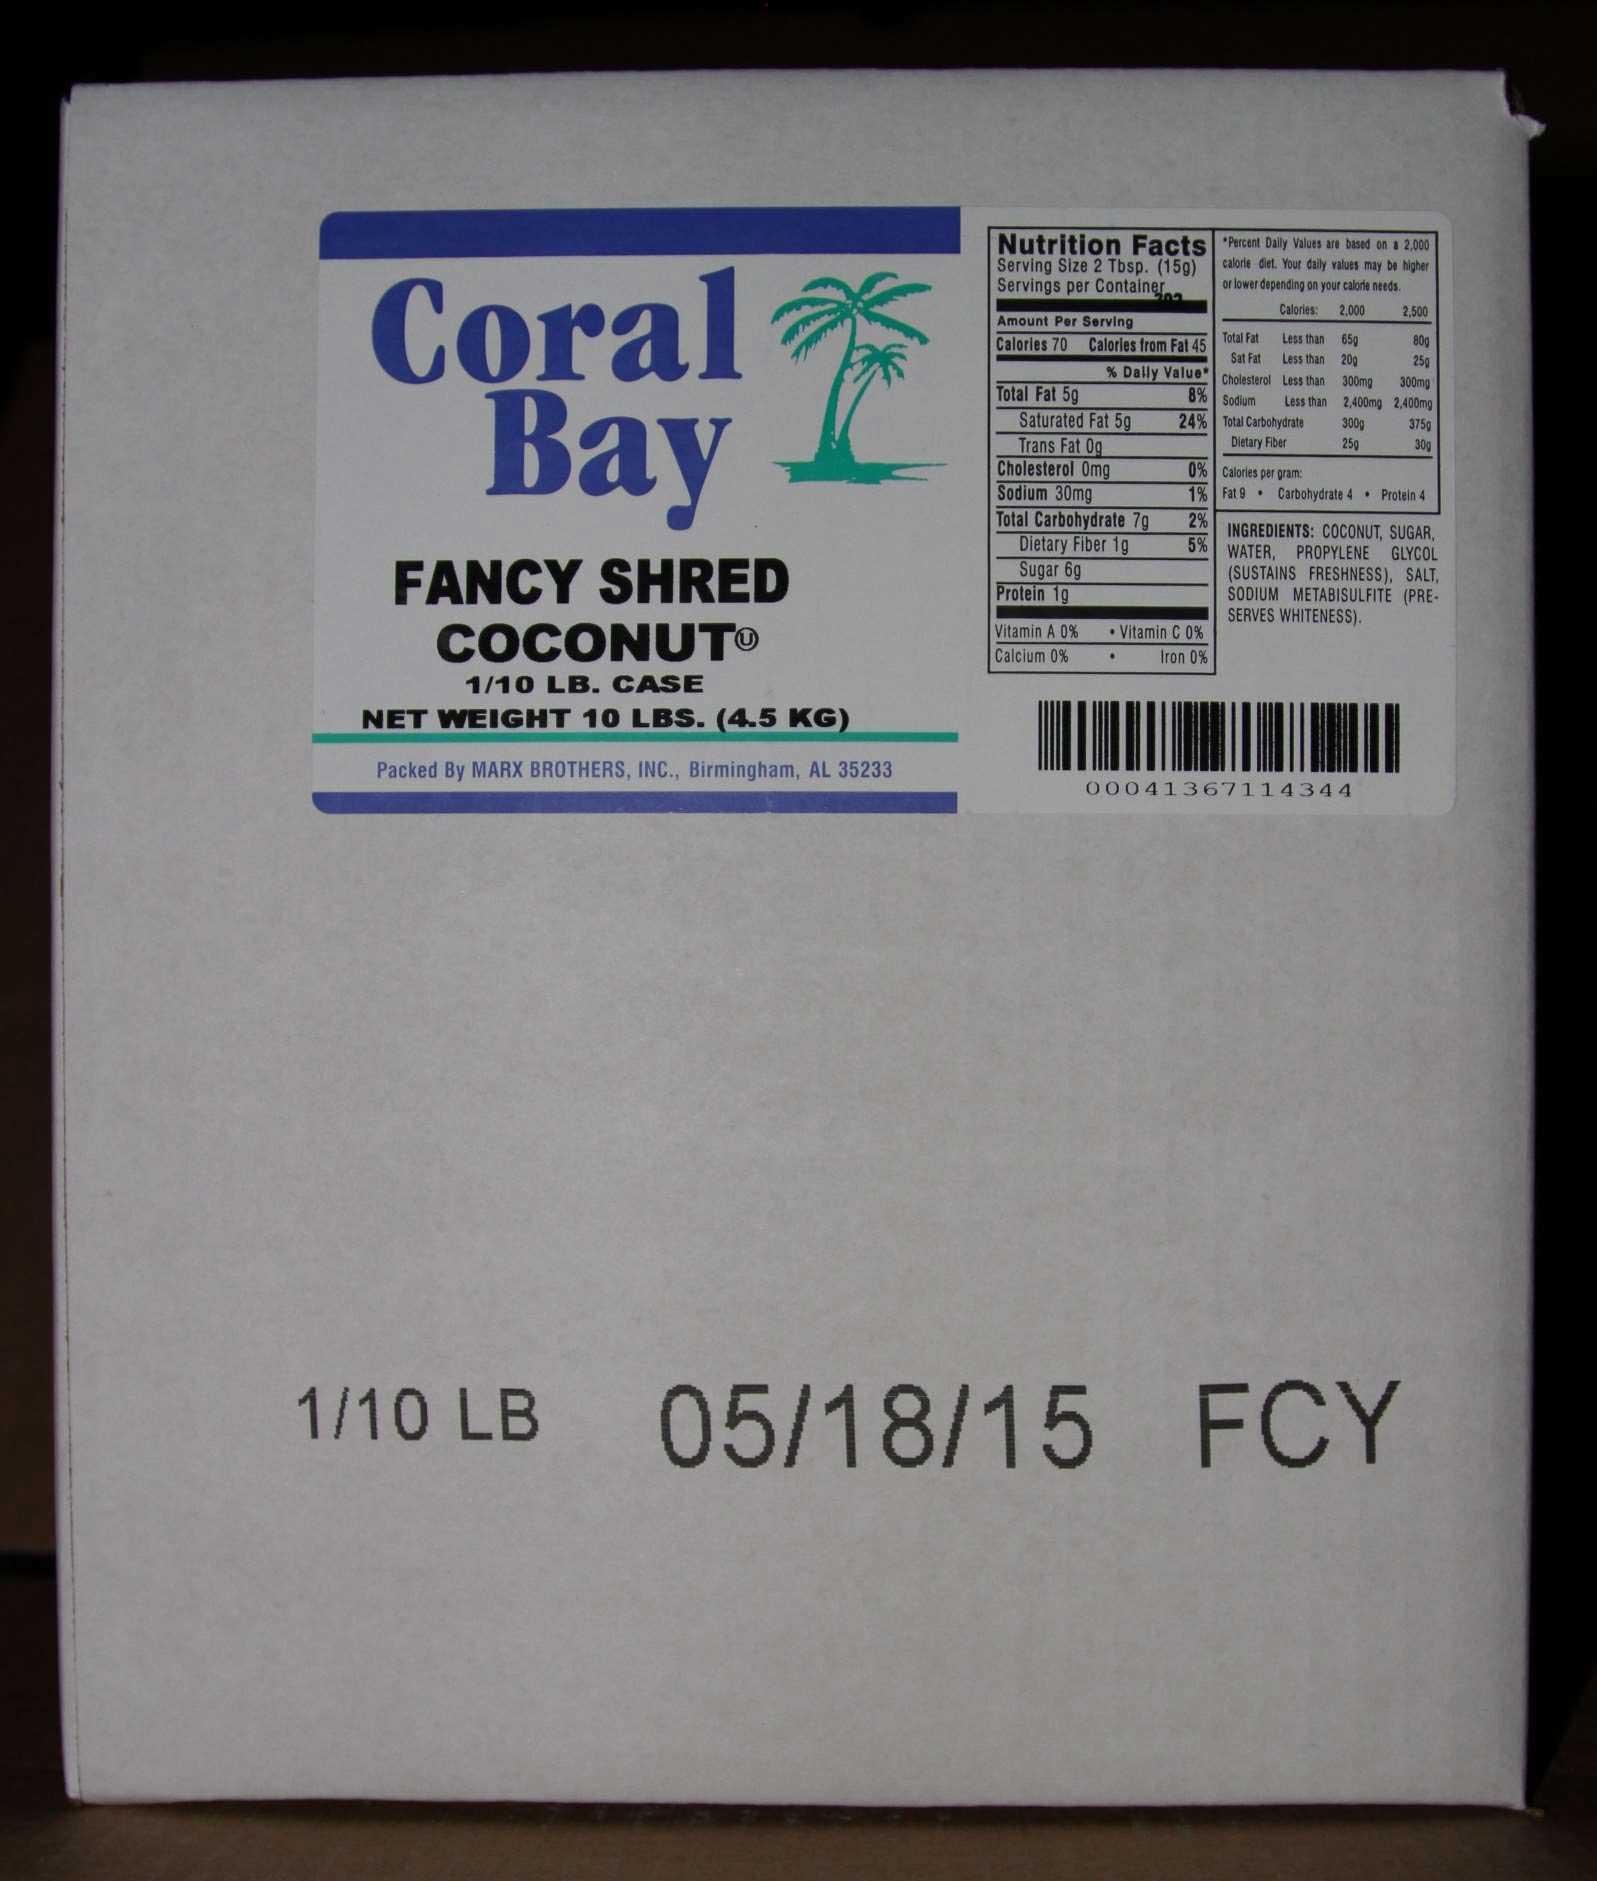 Coral
Bay
FANCY SHRED
COCONUTⓊ
1/10 LB. CASE
NET WEIGHT 10 LBS. (4.5 KG)
Packed By MARX BROTHERS, INC., Birmingham, AL 35233
Nutrition Facts
Serving Size 2 Tbsp. (15g)
Servings per Container
Amount Per Serving
Calories 70 Calories from Fat 45
% Daily Value*
Total Fat 5g 8%
Saturated Fat 5g 24%
Trans Fat 0g
Cholesterol 0mg 0%
Sodium 30mg 1%
Total Carbohydrate 7g 2%
Dietary Fiber 1g 5%
Sugar 6g
Protein 1g
Vitamin A 0% • Vitamin C 0%
Calcium 0% • Iron 0%
*Percent Daily Values are based on a 2,000
calorie diet. Your daily values may be higher
or lower depending on your calorie needs.
Calories: 2,000 2,500
Total Fat Less than 65g 80g
Sat Fat Less than 20g 25g
Cholesterol Less than 300mg 300mg
Sodium Less than 2,400mg 2,400mg
Total Carbohydrate 300g 375g
Dietary Fiber 25g 30g
Calories per gram:
Fat 9 • Carbohydrate 4 • Protein 4
INGREDIENTS: COCONUT, SUGAR,
WATER, PROPYLENE GLYCOL
(SUSTAINS FRESHNESS), SALT,
SODIUM METABISULFITE (PRE-
SERVES WHITENESS).
00041367114344
1/10 LB 05/18/15 FCY